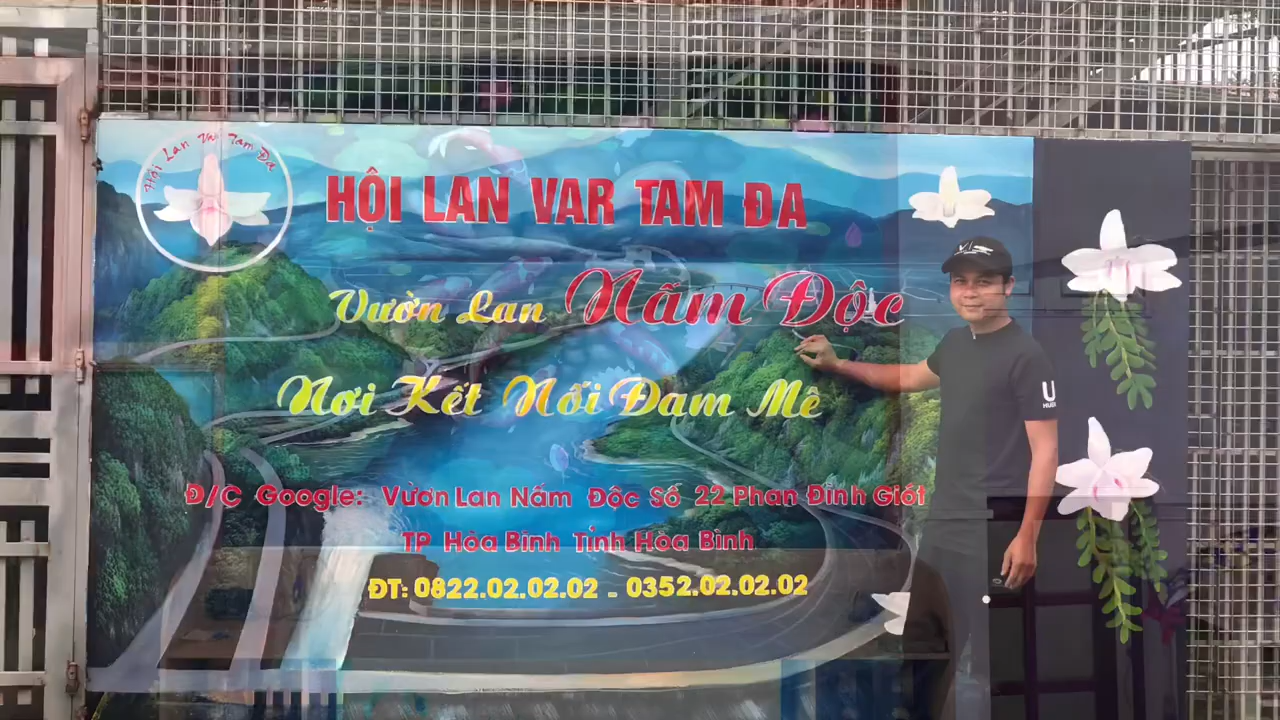 Hội Lan Var Tam Đa
HỘI LAN VAR TAM ĐA
Vườn Lan Nấm Độc
Nơi Kết Nối Đam Mê
Đ/C Google: Vườn Lan Nấm Độc Số 22 Phan Đình Giót
TP Hòa Bình Tỉnh Hòa Bình
ĐT: 0822.02.02.02 - 0352.02.02.02
U